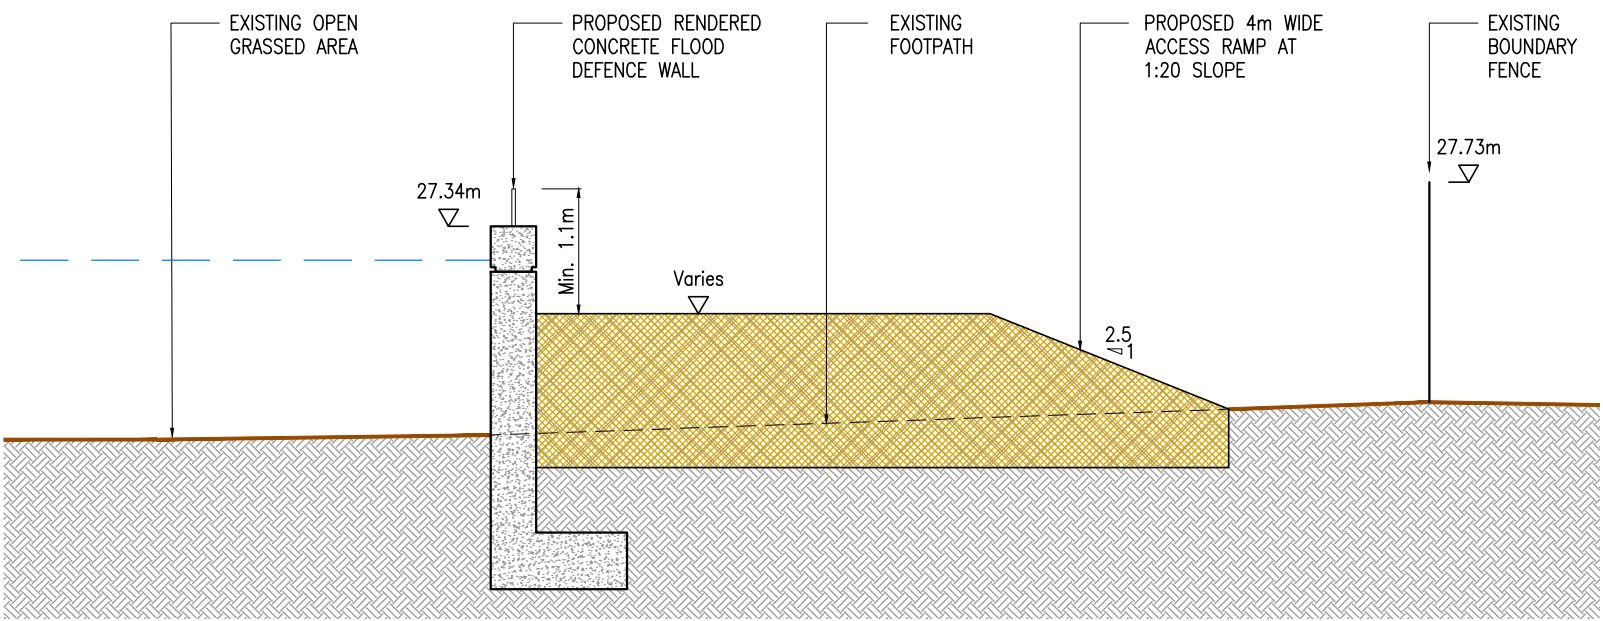 EXISTING OPEN
GRASSED AREA
PROPOSED RENDERED
CONCRETE FLOOD
DEFENCE WALL
EXISTING
FOOTPATH
PROPOSED 4m WIDE
ACCESS RAMP AT
1:20 SLOPE
EXISTING
BOUNDARY
FENCE
27.73m
27.34m
Min. 1.1m
Varies
2.5
1